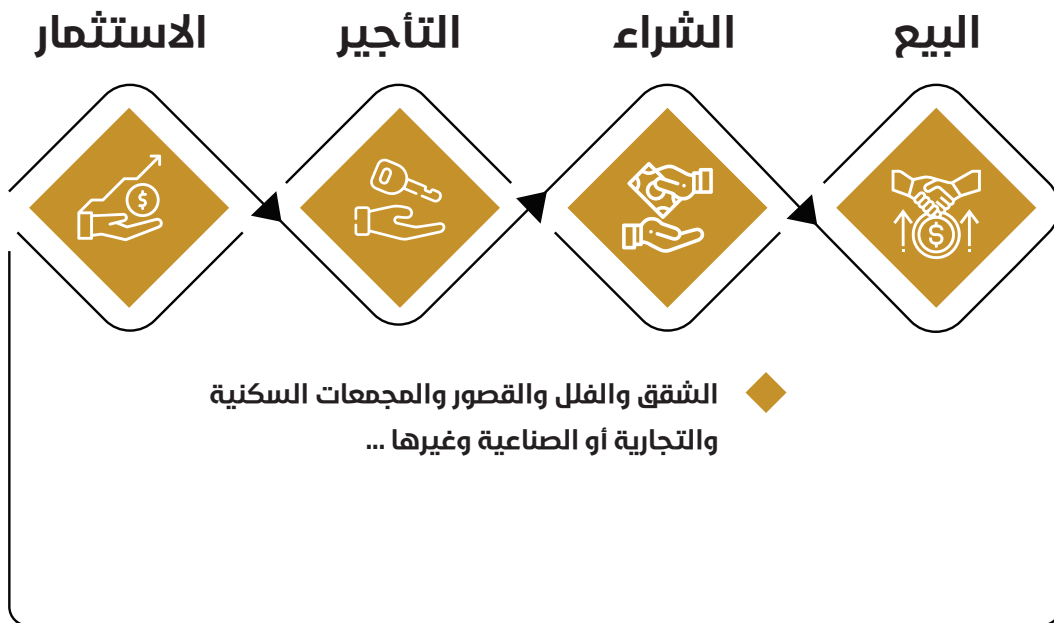 البيع
الشراء
التأجير
الاستثمار
الشقق والفلل والقصور والمجمعات السكنية
والتجارية أو الصناعية وغيرها ...